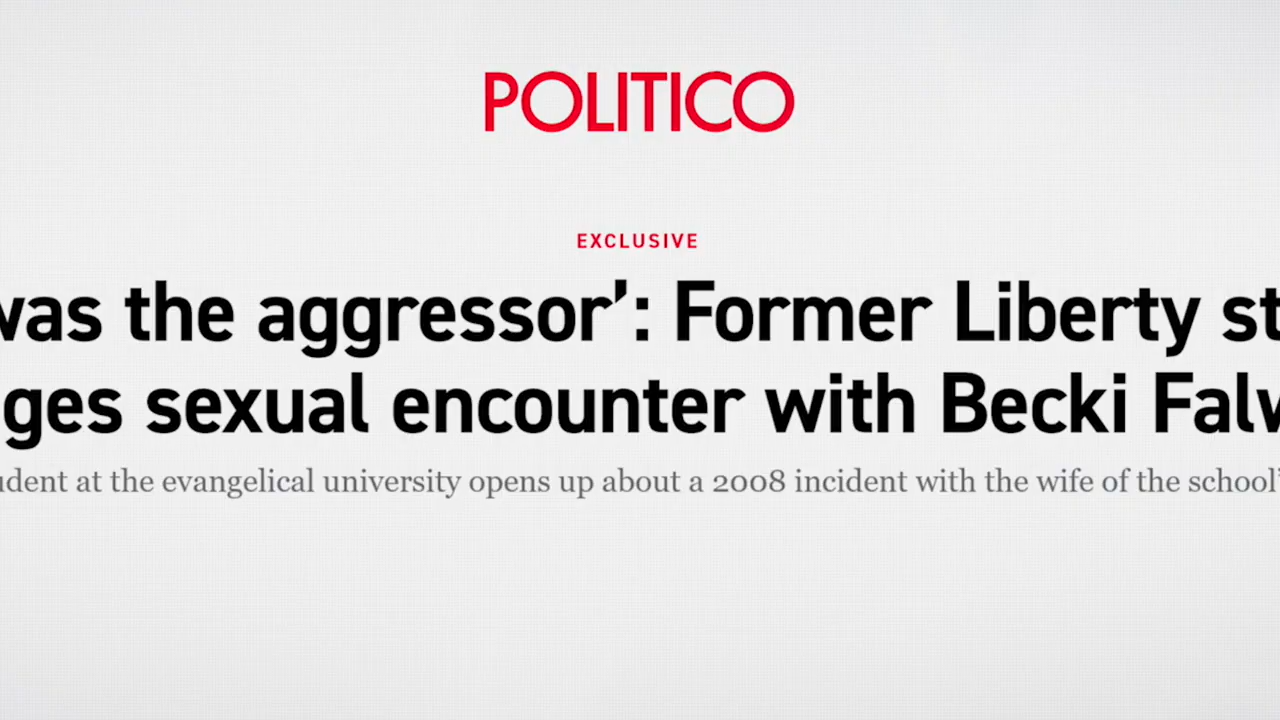 POLITICO
EXCLUSIVE
was the aggressor’: Former Liberty st
ges sexual encounter with Becki Falw
udent at the evangelical university opens up about a 2008 incident with the wife of the school’